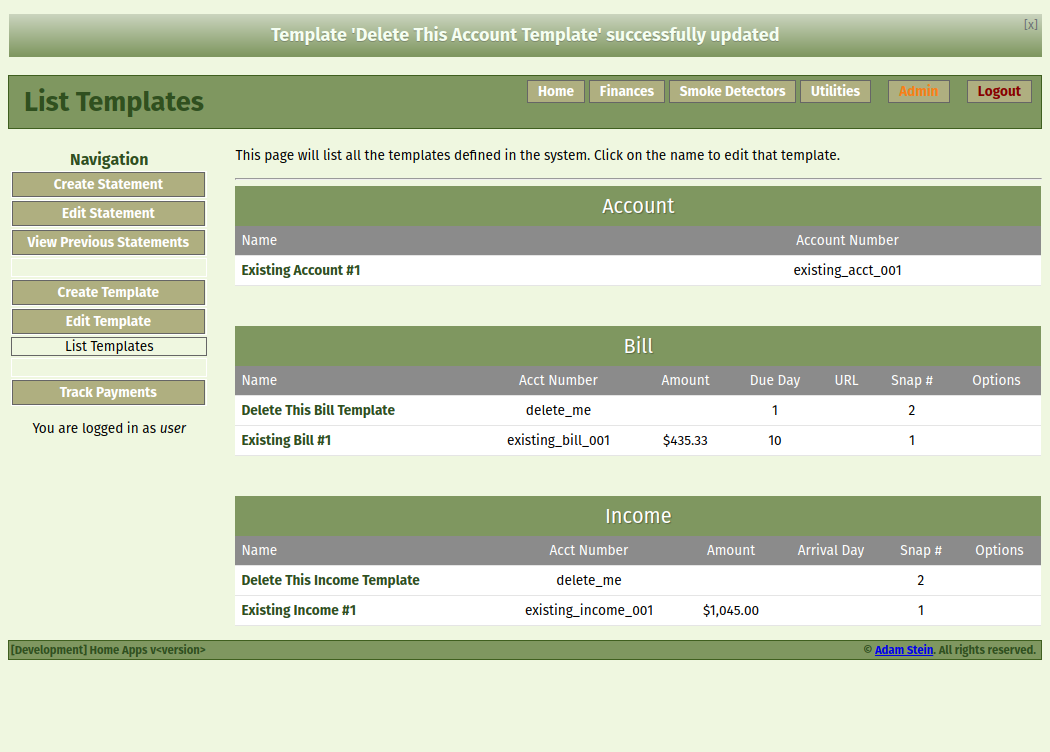 Template 'Delete This Account Template' successfully updated
[x]
List Templates
Home Finances Smoke Detectors Utilities Admin Logout
Navigation
Create Statement
Edit Statement
View Previous Statements
Create Template
Edit Template
List Templates
Track Payments
You are logged in as user
This page will list all the templates defined in the system. Click on the name to edit that template.
Account
Name Account Number
Existing Account #1 existing_acct_001
Bill
Name Acct Number Amount Due Day URL Snap # Options
Delete This Bill Template delete_me 1 2
Existing Bill #1 existing_bill_001 $435.33 10 1
Income
Name Acct Number Amount Arrival Day Snap # Options
Delete This Income Template delete_me 2
Existing Income #1 existing_income_001 $1,045.00 1
[Development] Home Apps v<version>
© Adam Stein. All rights reserved.